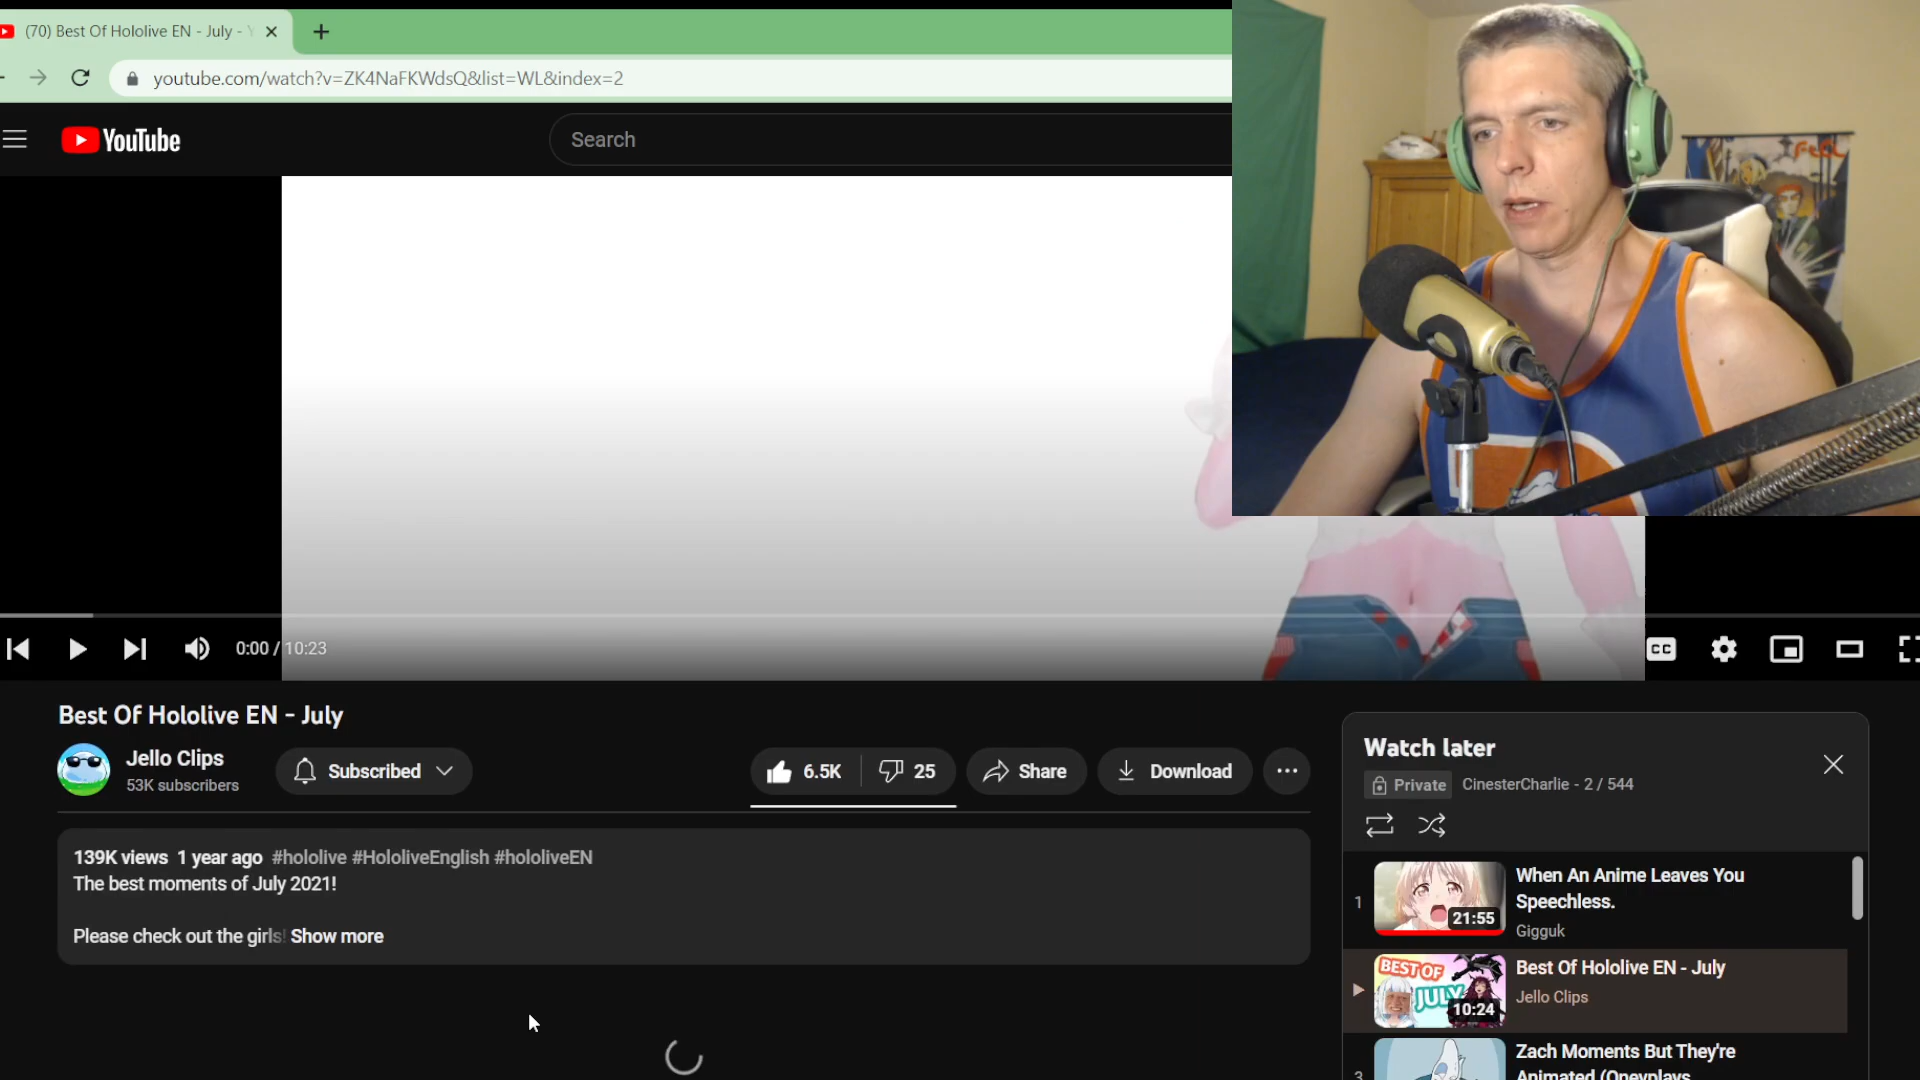 (70) Best Of Hololive EN - July -
youtube.com/watch?v=ZK4NaFKWdsQ&list=WL&index=2
YouTube
Search
FLCL
0:00 / 10:23
CC
Best Of Hololive EN - July
Jello Clips
53K subscribers
Subscribed
6.5K
25
Share
Download
139K views 1 year ago #hololive #HololiveEnglish #hololiveEN
The best moments of July 2021!
Please check out the girls! Show more
Watch later
Private CinesterCharlie - 2 / 544
1
21:55
When An Anime Leaves You
Speechless.
Gigguk
BEST OF
JULY
10:24
Best Of Hololive EN - July
Jello Clips
3
Zach Moments But They're
Animated (Oneyplays